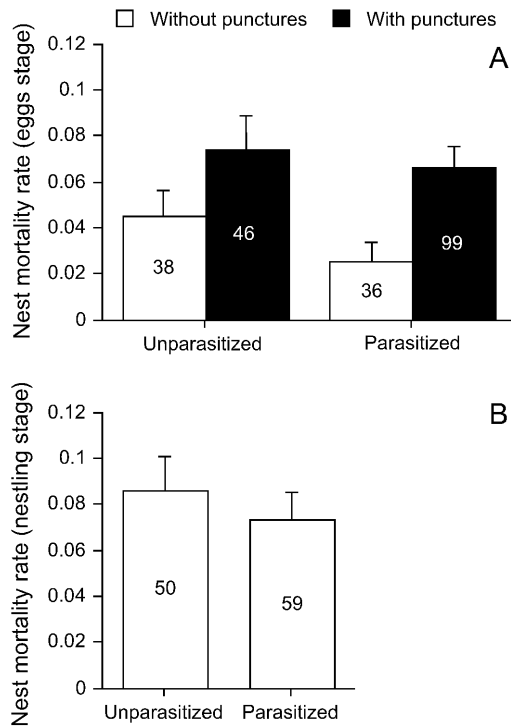 Without punctures With punctures
A
Nest mortality rate (eggs stage)
0.12
0.1
0.08
0.06
0.04
0.02
0
38
46
36
99
Unparasitized Parasitized
B
Nest mortality rate (nestling stage)
0.12
0.1
0.08
0.06
0.04
0.02
0
50
59
Unparasitized Parasitized